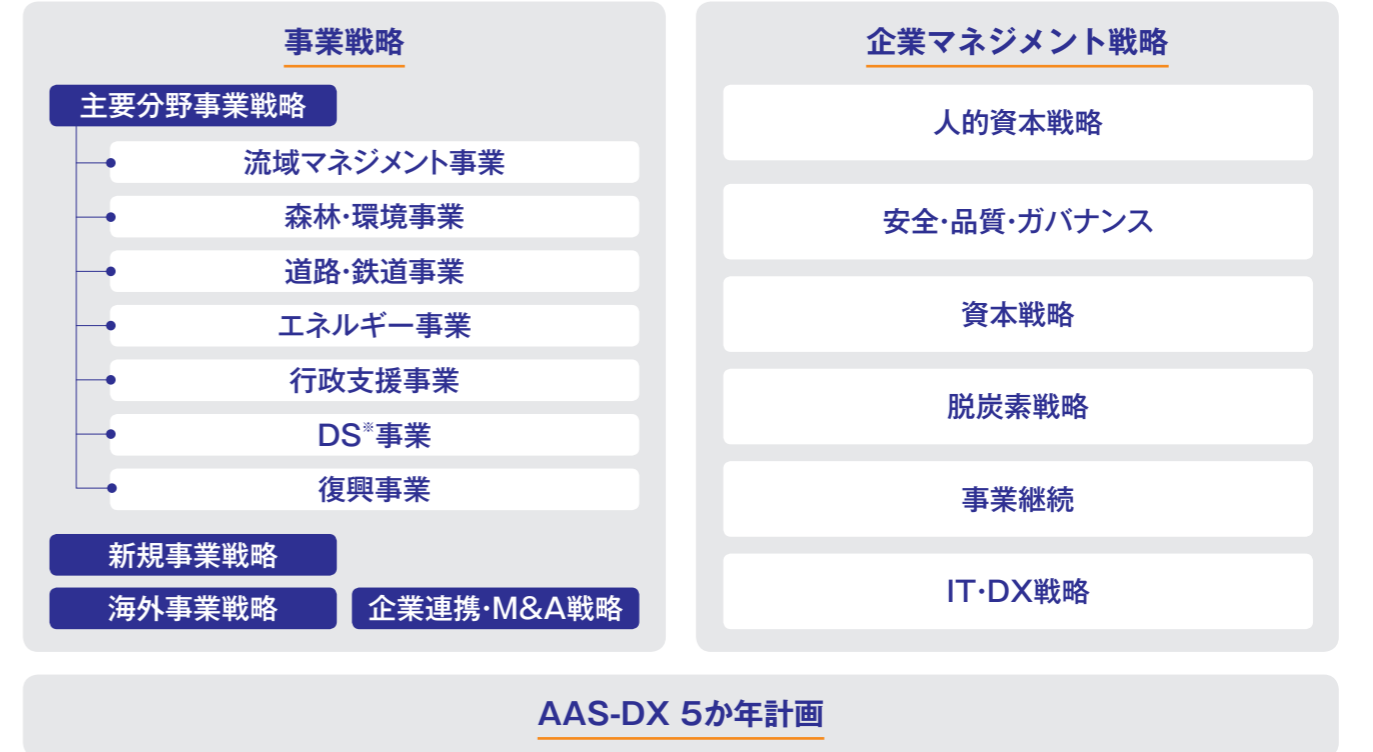 事業戦略
主要分野事業戦略
流域マネジメント事業
森林・環境事業
道路・鉄道事業
エネルギー事業
行政支援事業
DS※事業
復興事業
新規事業戦略
海外事業戦略
企業連携・M&A戦略
企業マネジメント戦略
人的資本戦略
安全・品質・ガバナンス
資本戦略
脱炭素戦略
事業継続
IT・DX戦略
AAS-DX 5か年計画